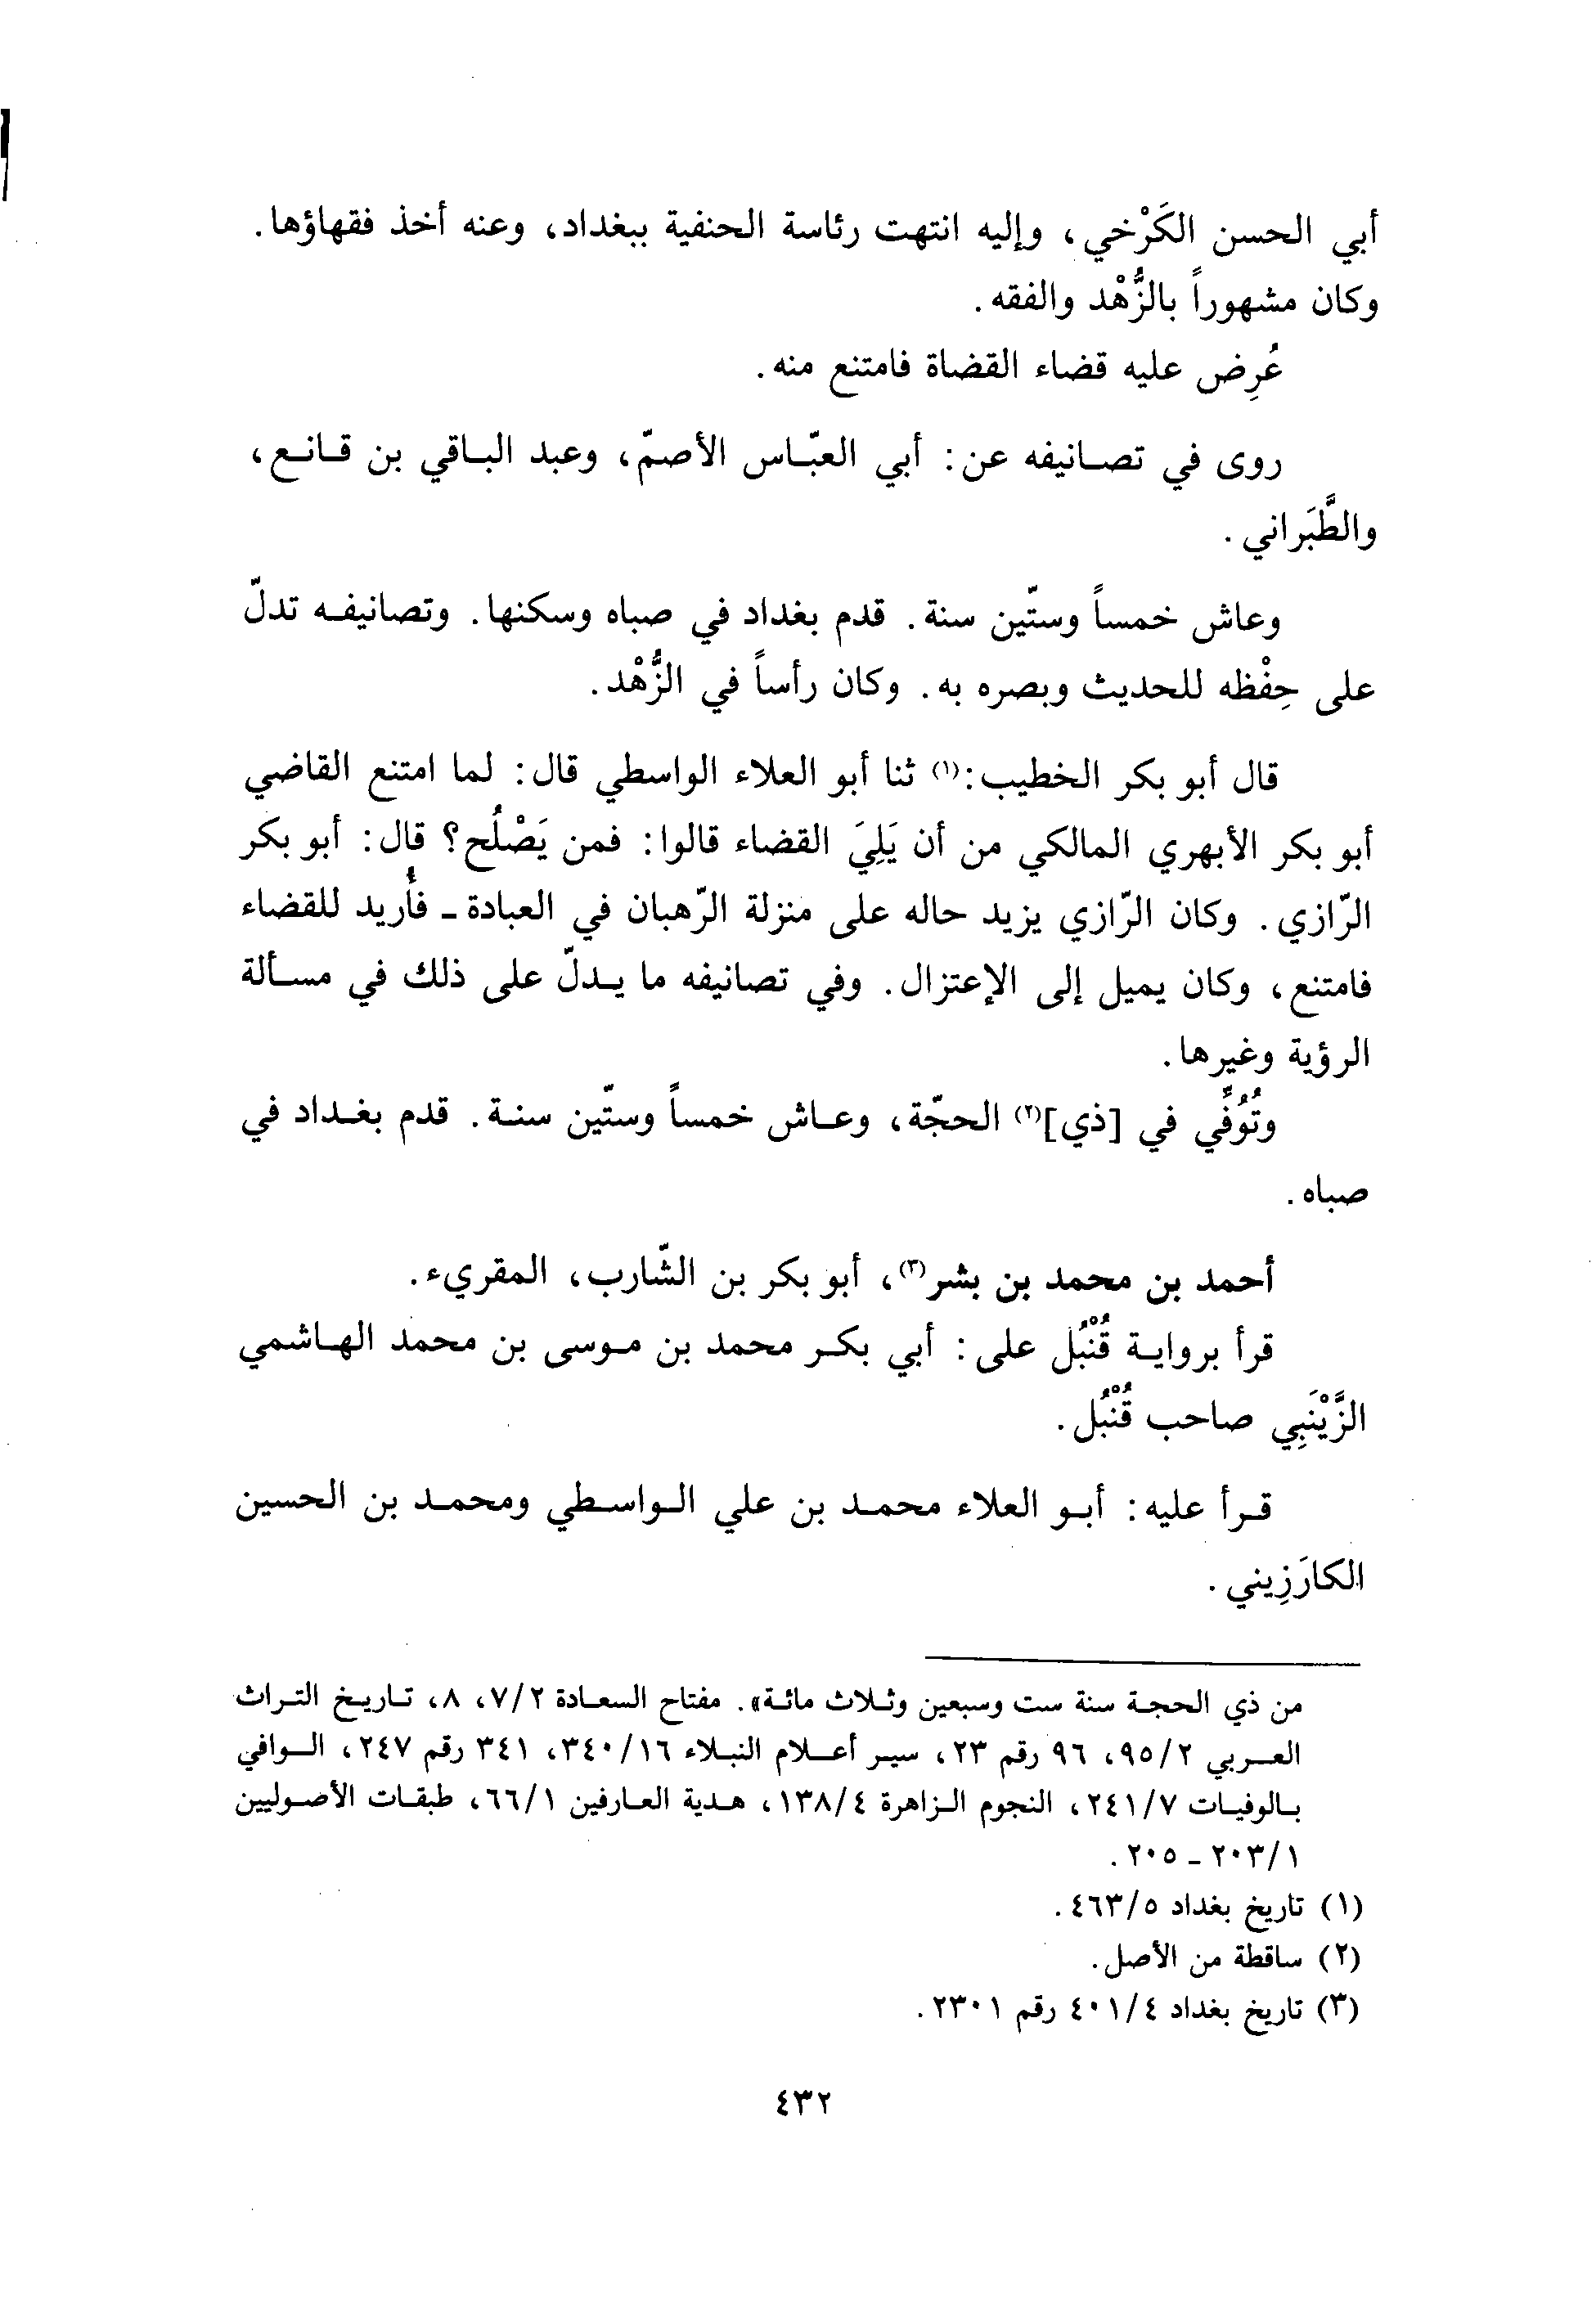 أبي الحسن الكَرْخي، وإليه انتهت رئاسة الحنفية ببغداد، وعنه أخذ فقهاؤها.
وكان مشهوراً بالزُّهْد والفقه.
عُرِض عليه قضاء القضاة فامتنع منه.
روى في تصانيفه عن: أبي العبّاس الأصمّ، وعبد الباقي بن قانع،
والطَّبَراني.
وعاش خمساً وستّين سنة. قدم بغداد في صباه وسكنها. وتصانيفه تدلّ
على حِفْظه للحديث وبصره به. وكان رأساً في الزُّهْد.
قال أبو بكر الخطيب:(١) ثنا أبو العلاء الواسطي قال: لما امتنع القاضي
أبو بكر الأبهري المالكي من أن يَلِيَ القضاء قالوا: فمن يَصْلُح؟ قال: أبو بكر
الرّازي. وكان الرّازي يزيد حاله على منزلة الرّهبان في العبادة ـ فأُريد للقضاء
فامتنع، وكان يميل إلى الإعتزال. وفي تصانيفه ما يدلّ على ذلك في مسألة
الرؤية وغيرها.
وتُوُفِّي في [ذي](٢) الحجّة، وعاش خمساً وستّين سنة. قدم بغداد في
صباه.
أحمد بن محمد بن بشر(٣)، أبو بكر بن الشّارب، المقريء.
قرأ برواية قُنْبُل على: أبي بكر محمد بن موسى بن محمد الهاشمي
الزَّيْنَبِي صاحب قُنْبُل.
قرأ عليه: أبو العلاء محمد بن علي الواسطي ومحمد بن الحسين
الكارَزِيني.
من ذي الحجة سنة ست وسبعين وثلاث مائة». مفتاح السعادة ٧/٢، ٨، تاريخ التراث
العربي ٩٥/٢، ٩٦ رقم ٢٣، سير أعلام النبلاء ٣٤٠/١٦، ٣٤١ رقم ٢٤٧، الوافي
بالوفيات ٢٤١/٧، النجوم الزاهرة ١٣٨/٤، هدية العارفين ٦٦/١، طبقات الأصوليين
٢٠٣/١ ـ ٢٠٥.
(١) تاريخ بغداد ٤٦٣/٥.
(٢) ساقطة من الأصل.
(٣) تاريخ بغداد ٤٠١/٤ رقم ٢٣٠١.
٤٣٢